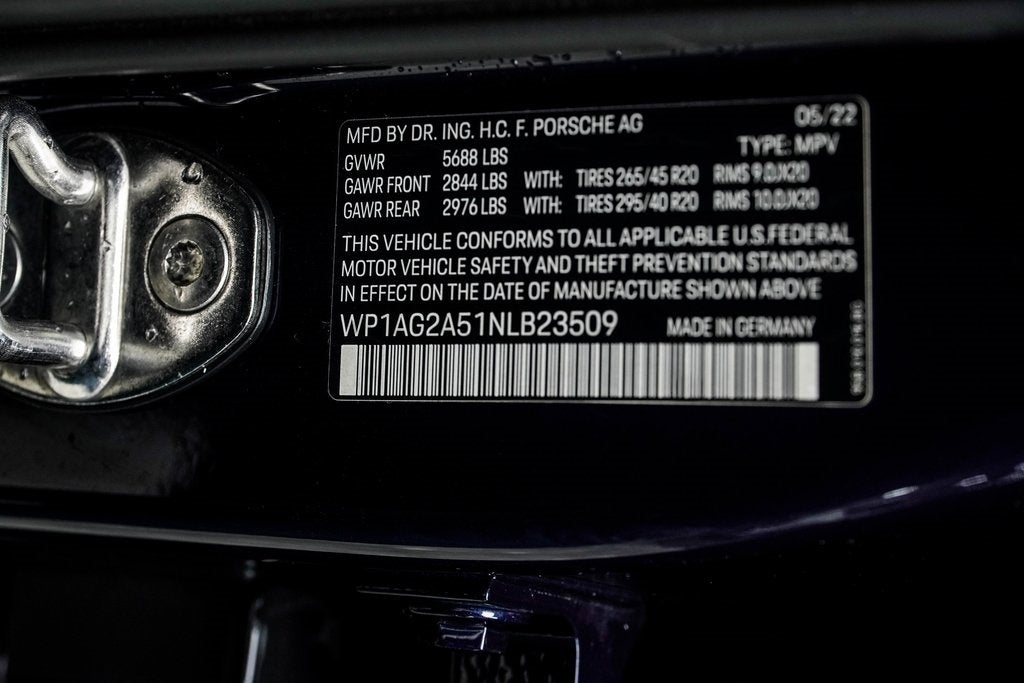 05/22
MFD BY DR. ING. H.C. F. PORSCHE AG
TYPE: MPV
GVWR 5688 LBS
GAWR FRONT 2844 LBS WITH: TIRES 265/45 R20 RIMS 9.0JX20
GAWR REAR 2976 LBS WITH: TIRES 295/40 R20 RIMS 10.0JX20
THIS VEHICLE CONFORMS TO ALL APPLICABLE U.S.FEDERAL
MOTOR VEHICLE SAFETY AND THEFT PREVENTION STANDARDS
IN EFFECT ON THE DATE OF MANUFACTURE SHOWN ABOVE
WP1AG2A51NLB23509 MADE IN GERMANY